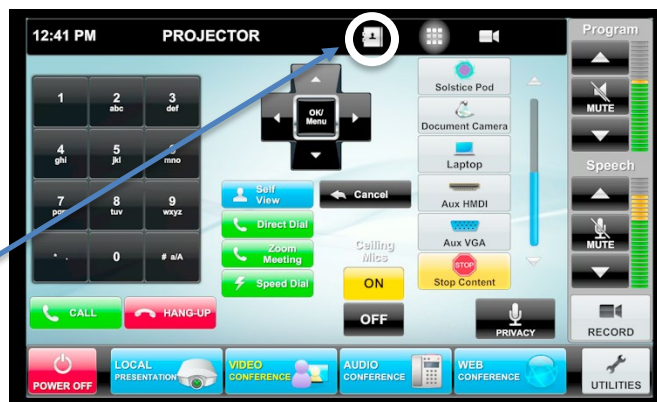 12:41 PM PROJECTOR
Program
MUTE
Speech
MUTE
RECORD
UTILITIES
1
2
abc
3
def
4
ghi
5
jkl
mno
7
8
tuv
9
wxyz
* .
0
# a/A
CALL
HANG-UP
OK/
Menu
Self
View
Cancel
Direct Dial
Zoom
Meeting
Speed Dial
Ceiling
Mics
ON
OFF
Solstice Pod
Document Camera
Laptop
Aux HDMI
Aux VGA
STOP
Stop Content
PRIVACY
POWER OFF
LOCAL
PRESENTATION
VIDEO
CONFERENCE
AUDIO
CONFERENCE
WEB
CONFERENCE